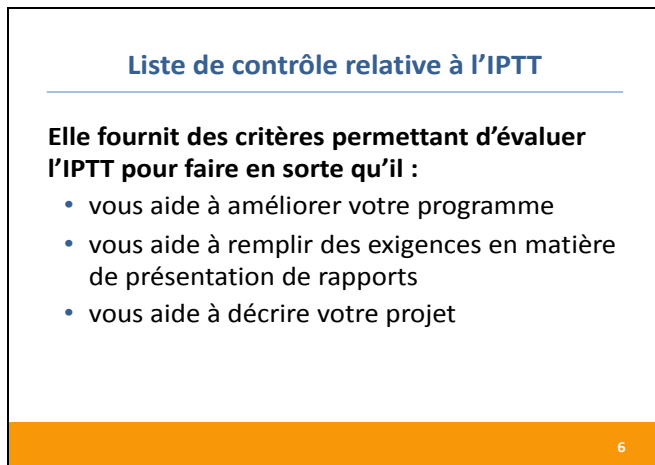 Liste de contrôle relative à l’IPTT
Elle fournit des critères permettant d’évaluer
l’IPTT pour faire en sorte qu’il :
• vous aide à améliorer votre programme
• vous aide à remplir des exigences en matière
de présentation de rapports
• vous aide à décrire votre projet
6